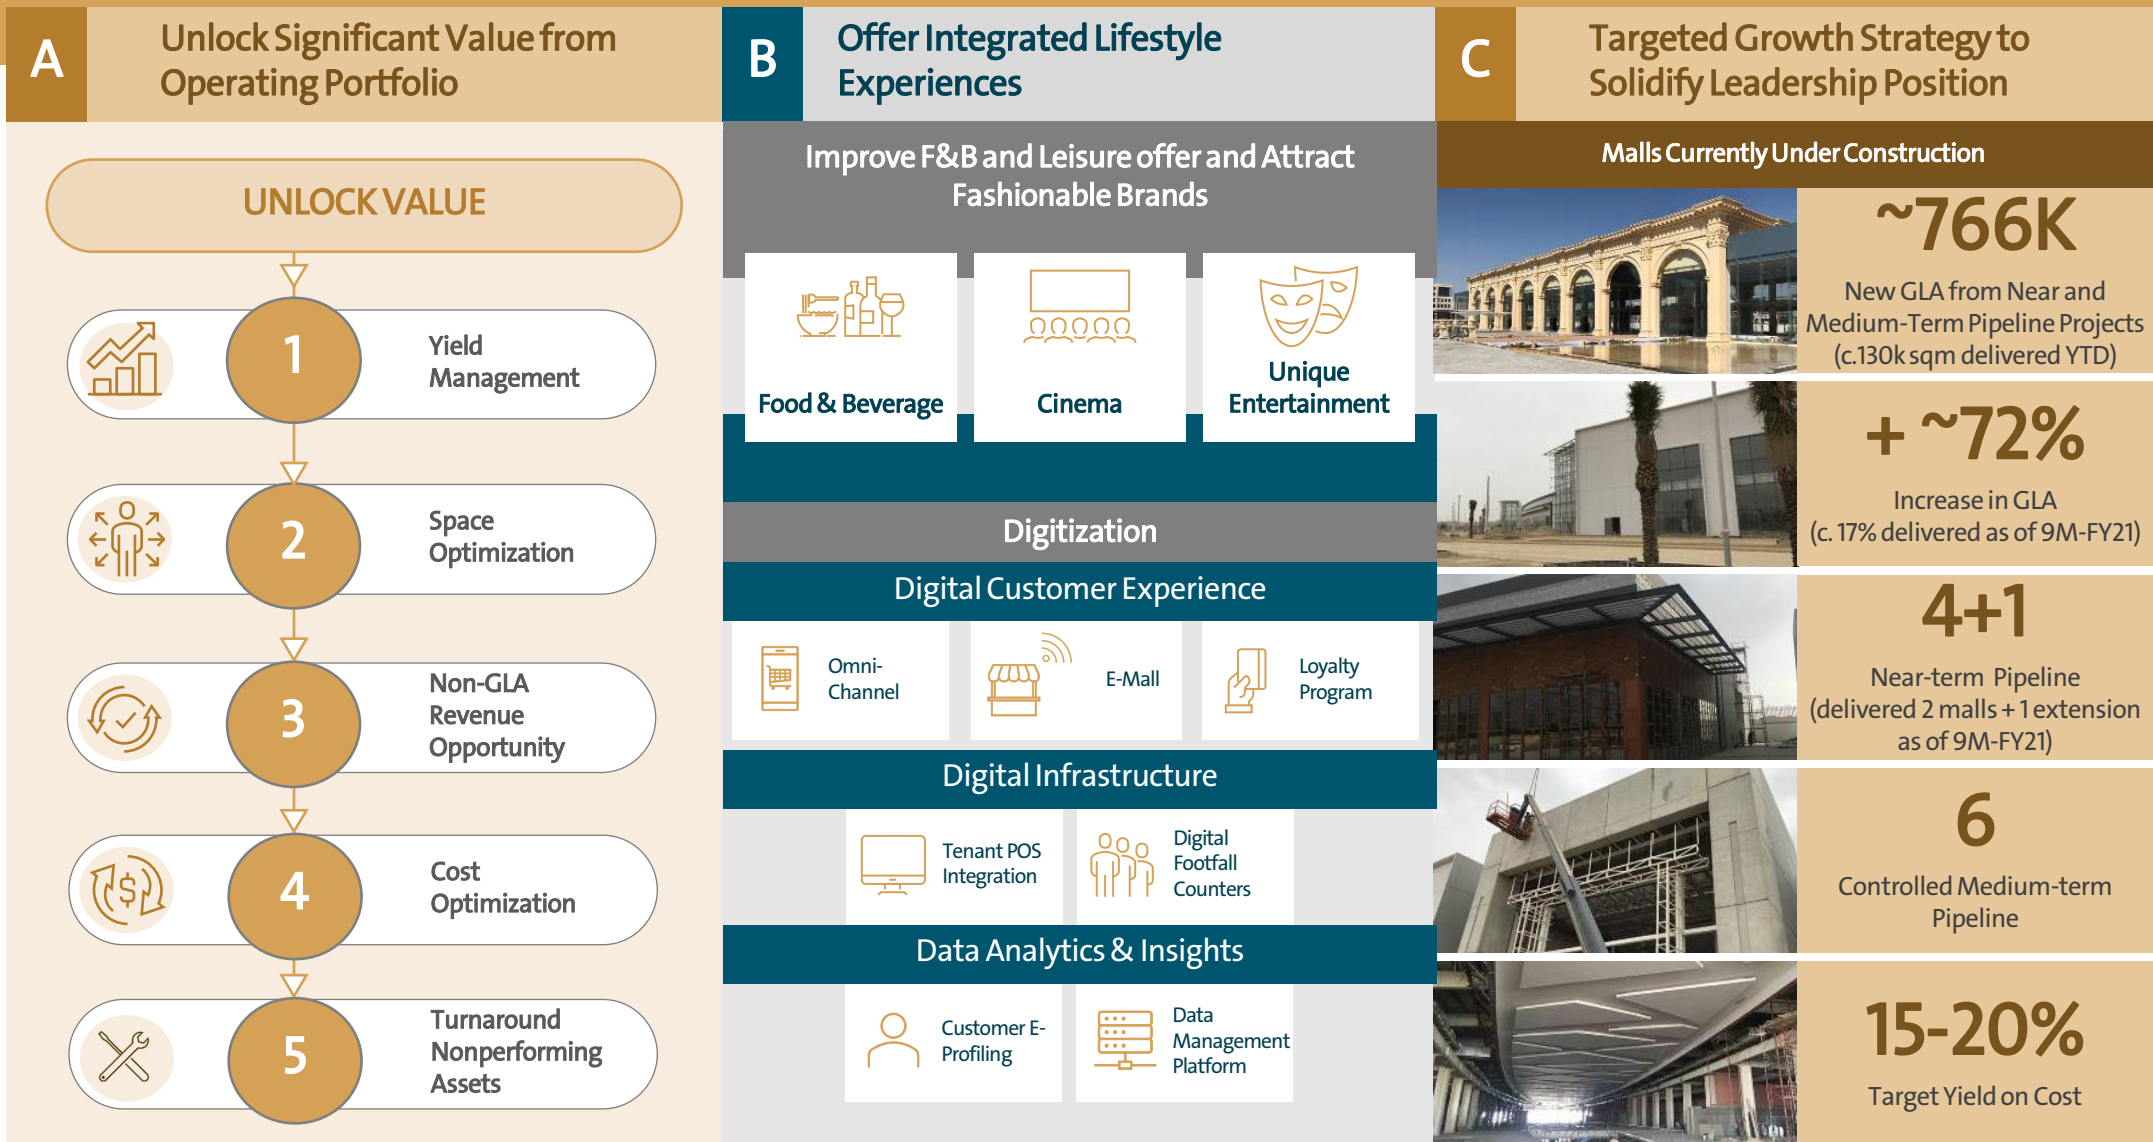 A
Unlock Significant Value from
Operating Portfolio
UNLOCK VALUE
1
Yield
Management
2
Space
Optimization
3
Non-GLA
Revenue
Opportunity
4
Cost
Optimization
5
Turnaround
Nonperforming
Assets
B
Offer Integrated Lifestyle
Experiences
Improve F&B and Leisure offer and Attract
Fashionable Brands
Food & Beverage
Cinema
Unique
Entertainment
Digitization
Digital Customer Experience
Omni-
Channel
E-Mall
Loyalty
Program
Digital Infrastructure
Tenant POS
Integration
Digital
Footfall
Counters
Data Analytics & Insights
Customer E-
Profiling
Data
Management
Platform
C
Targeted Growth Strategy to
Solidify Leadership Position
Malls Currently Under Construction
~766K
New GLA from Near and
Medium-Term Pipeline Projects
(c.130k sqm delivered YTD)
+ ~72%
Increase in GLA
(c. 17% delivered as of 9M-FY21)
4+1
Near-term Pipeline
(delivered 2 malls + 1 extension
as of 9M-FY21)
6
Controlled Medium-term
Pipeline
15-20%
Target Yield on Cost